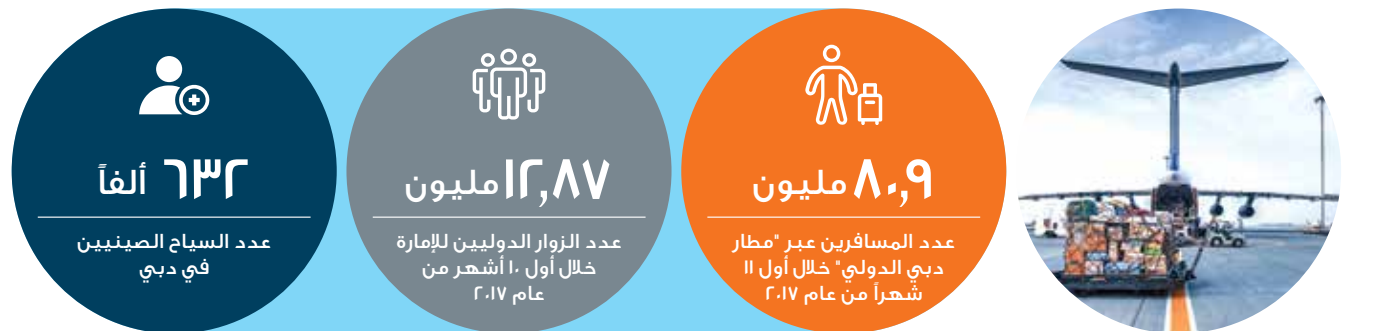 ٨٠,٩ مليون
عدد المسافرين عبر "مطار
دبي الدولي" خلال أول ١١
شهراً من عام ٢٠١٧
١٢,٨٧ مليون
عدد الزوار الدوليين للإمارة
خلال أول ١٠ أشهر من
عام ٢٠١٧
٦٣٢ ألفاً
عدد السياح الصينيين
في دبي